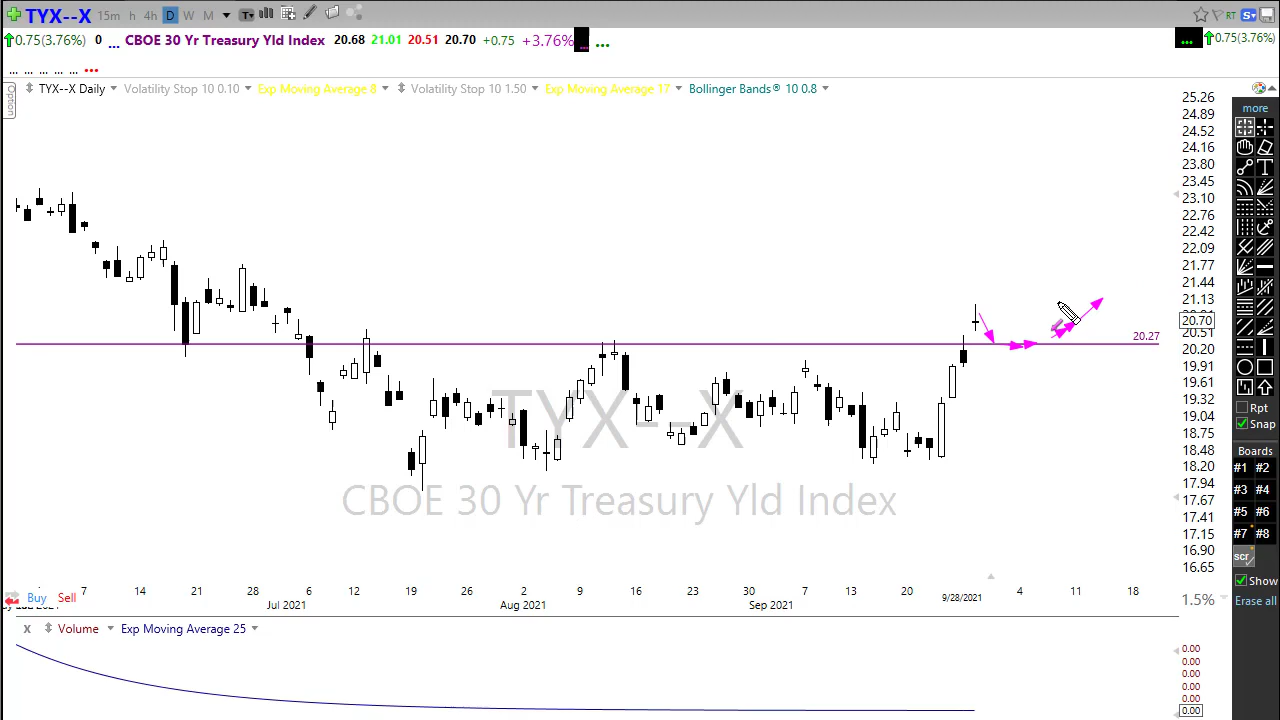 TYX--X 15m h 4h D W M T RT S
0.75(3.76%) 0 ... CBOE 30 Yr Treasury Yld Index 20.68 21.01 20.51 20.70 +0.75 +3.76% ... ... 0.75(3.76%)
... ... ... ... ... ...
Option
TYX--X Daily Volatility Stop 10 0.10 Exp Moving Average 8 Volatility Stop 10 1.50 Exp Moving Average 17 Bollinger Bands® 10 0.8
25.26
24.89
24.52
24.16
23.80
23.45
23.10
22.76
22.42
22.09
21.77
21.44
21.13
20.70
20.51
20.27
20.20
19.91
19.61
19.32
19.04
18.75
18.48
18.20
17.94
17.67
17.41
17.15
16.90
16.65
TYX--X
CBOE 30 Yr Treasury Yld Index
7 14 21 28 6 12 19 26 2 9 16 23 30 7 13 20 9/28/2021 4 11 18
Jul 2021 Aug 2021 Sep 2021
Buy Sell
1.5%
X Volume Exp Moving Average 25
0.00
0.00
0.00
0.00
0.00
0.00
more
T
Rpt
Snap
Boards
#1 #2
#3 #4
#5 #6
#7 #8
scr
Show
Erase all